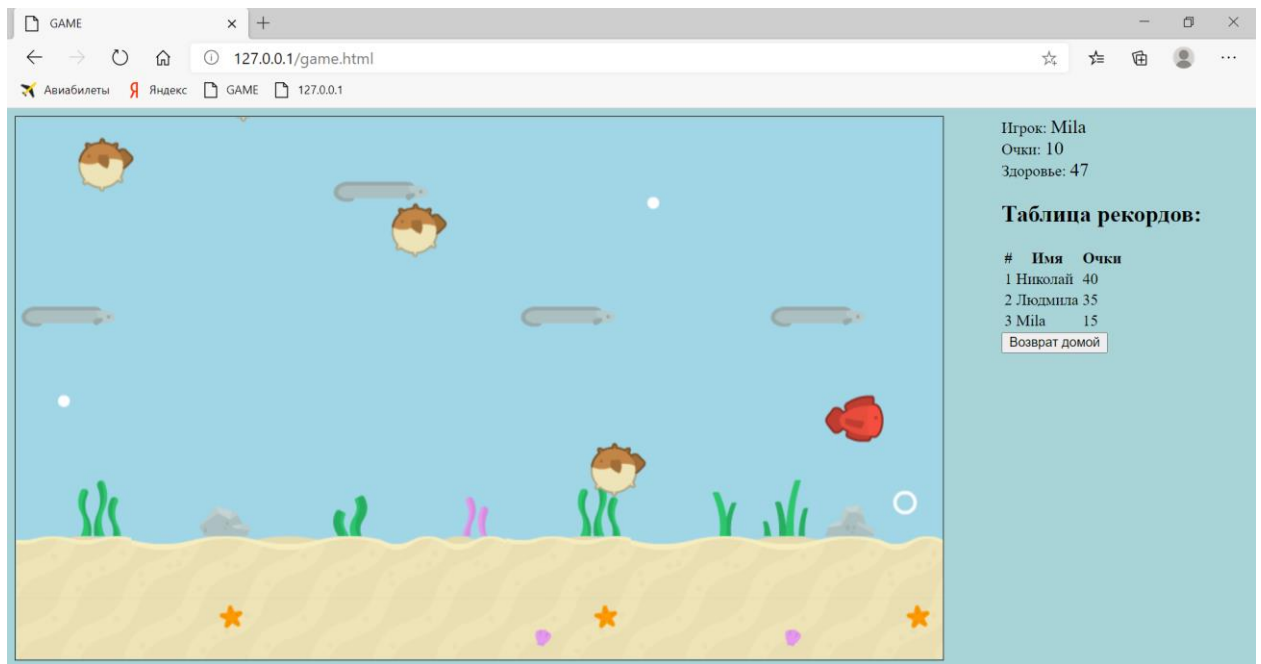 GAME
127.0.0.1/game.html
Авиабилеты Яндекс GAME 127.0.0.1
Игрок: Mila
Очки: 10
Здоровье: 47
Таблица рекордов:
# Имя Очки
1 Николай 40
2 Людмила 35
3 Mila 15
Возврат домой